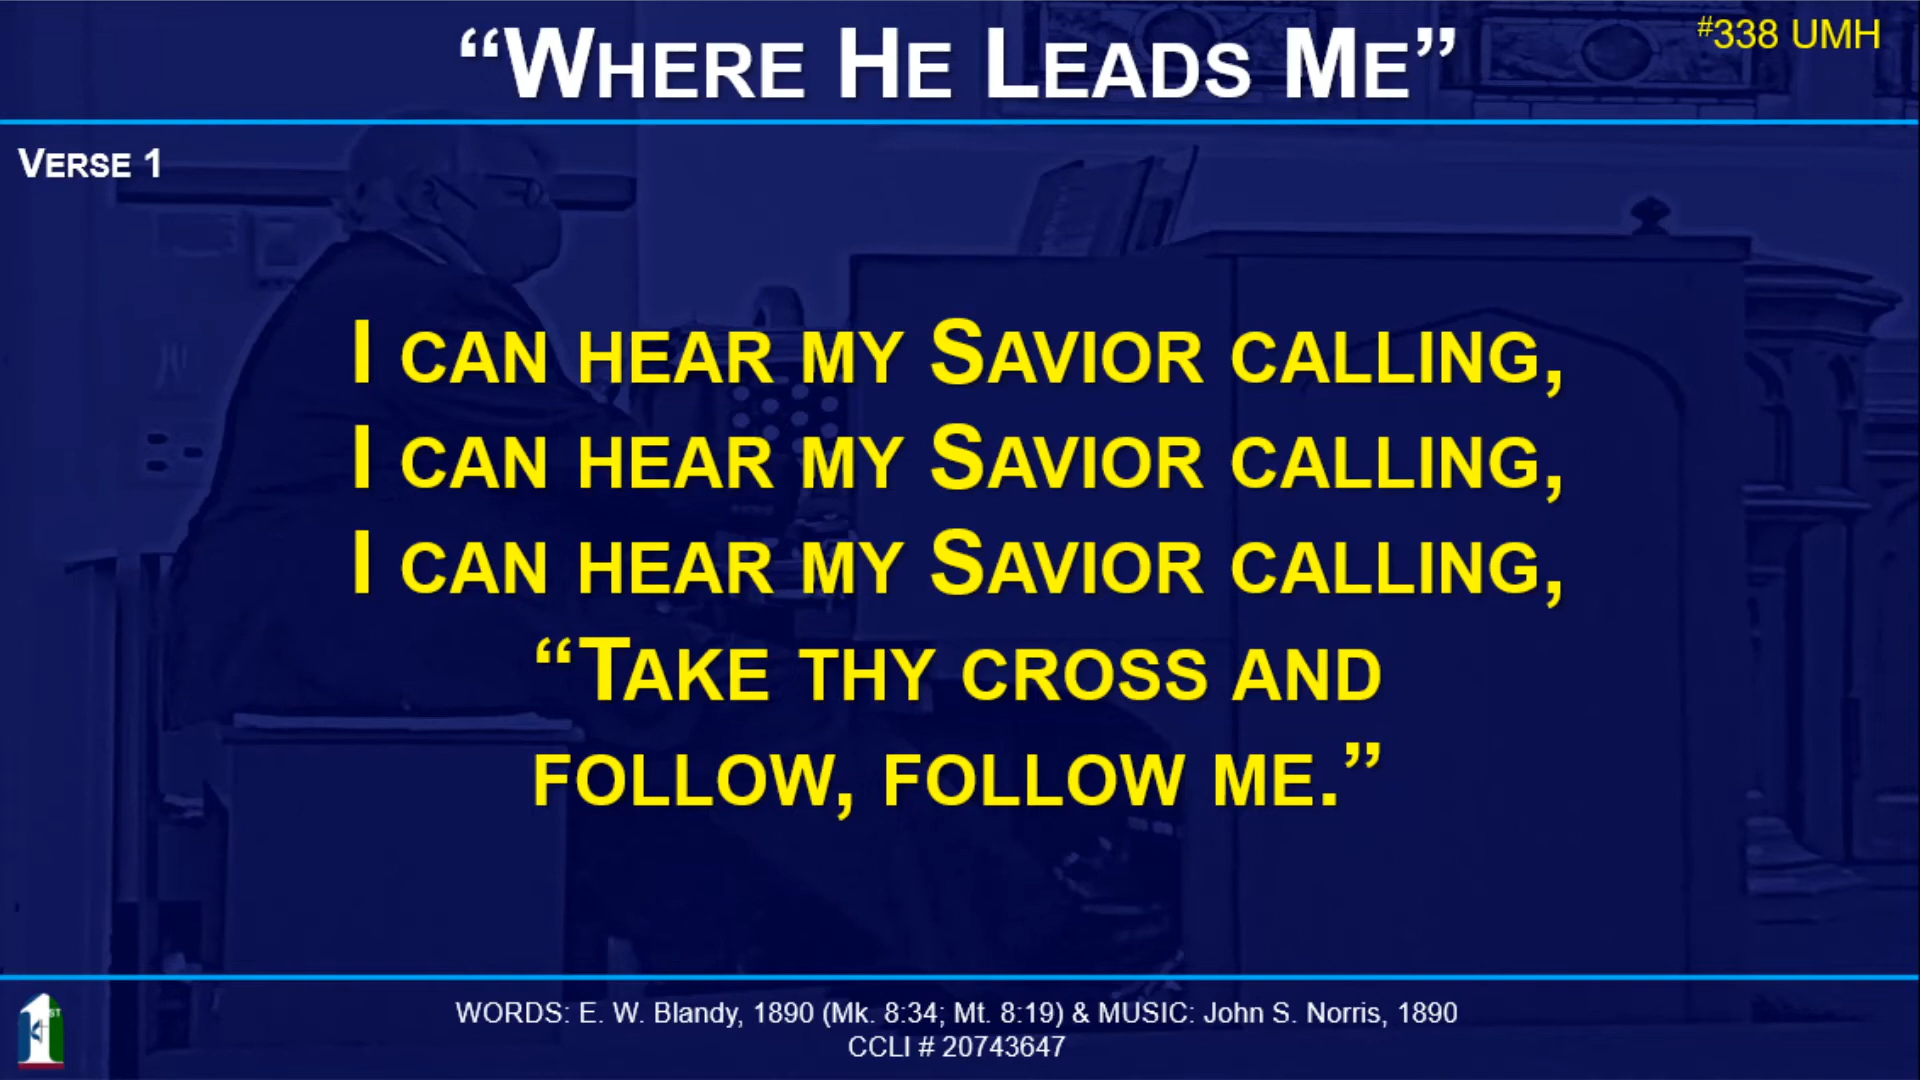 “Where He Leads Me”
#338 UMH
Verse 1
I can hear my Savior calling,
I can hear my Savior calling,
I can hear my Savior calling,
“Take thy cross and
follow, follow me.”
WORDS: E. W. Blandy, 1890 (Mk. 8:34; Mt. 8:19) & MUSIC: John S. Norris, 1890
CCLI # 20743647
1ST